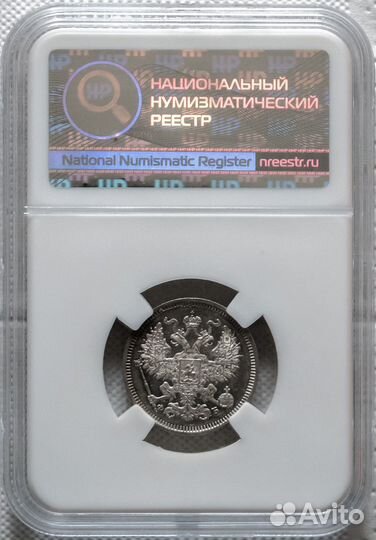 НАЦИОНАЛЬНЫЙ
НУМИЗМАТИЧЕСКИЙ
РЕЕСТР
National Numismatic Register nreestr.ru
Avito